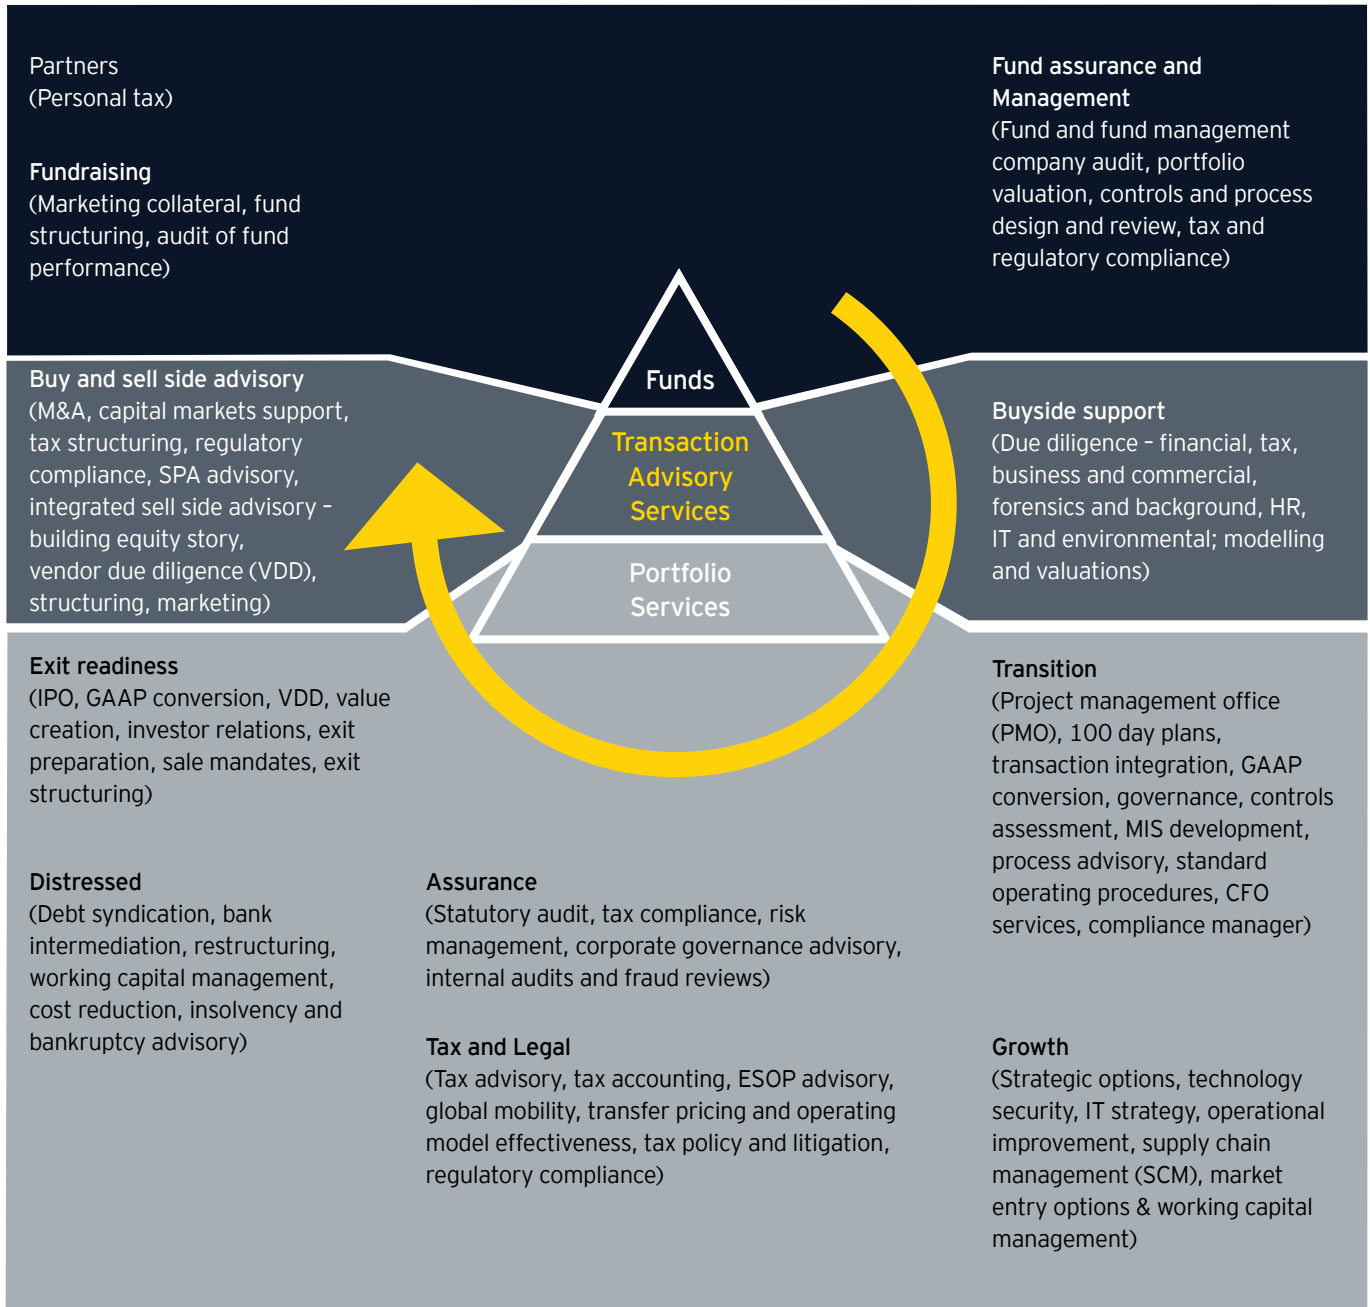 Partners
(Personal tax)
Fundraising
(Marketing collateral, fund
structuring, audit of fund
performance)
Fund assurance and
Management
(Fund and fund management
company audit, portfolio
valuation, controls and process
design and review, tax and
regulatory compliance)
Funds
Transaction
Advisory
Services
Portfolio
Services
Buy and sell side advisory
(M&A, capital markets support,
tax structuring, regulatory
compliance, SPA advisory,
integrated sell side advisory –
building equity story,
vendor due diligence (VDD),
structuring, marketing)
Buyside support
(Due diligence – financial, tax,
business and commercial,
forensics and background, HR,
IT and environmental; modelling
and valuations)
Exit readiness
(IPO, GAAP conversion, VDD, value
creation, investor relations, exit
preparation, sale mandates, exit
structuring)
Transition
(Project management office
(PMO), 100 day plans,
transaction integration, GAAP
conversion, governance, controls
assessment, MIS development,
process advisory, standard
operating procedures, CFO
services, compliance manager)
Distressed
(Debt syndication, bank
intermediation, restructuring,
working capital management,
cost reduction, insolvency and
bankruptcy advisory)
Assurance
(Statutory audit, tax compliance, risk
management, corporate governance advisory,
internal audits and fraud reviews)
Tax and Legal
(Tax advisory, tax accounting, ESOP advisory,
global mobility, transfer pricing and operating
model effectiveness, tax policy and litigation,
regulatory compliance)
Growth
(Strategic options, technology
security, IT strategy, operational
improvement, supply chain
management (SCM), market
entry options & working capital
management)